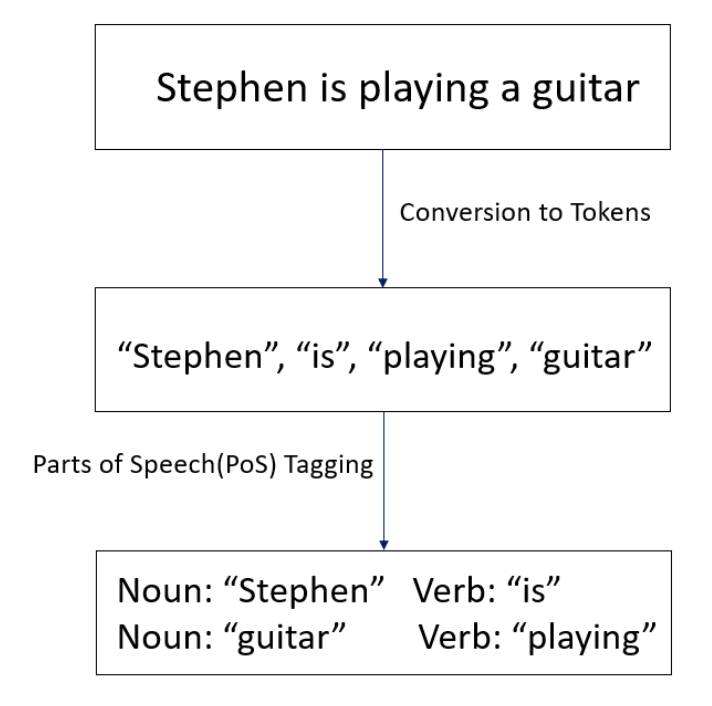 Stephen is playing a guitar
Conversion to Tokens
“Stephen”, “is”, “playing”, “guitar”
Parts of Speech(PoS) Tagging
Noun: “Stephen” Verb: “is”
Noun: “guitar” Verb: “playing”